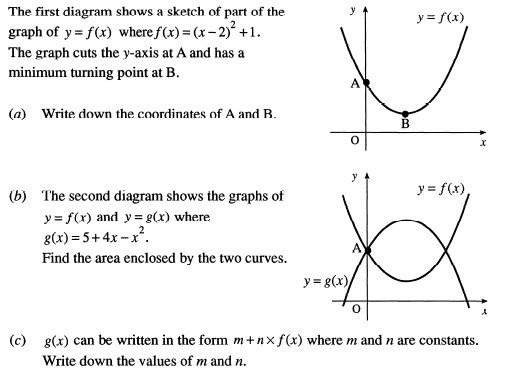 The first diagram shows a sketch of part of the
graph of y = f(x) where f(x) = (x − 2)² + 1.
The graph cuts the y-axis at A and has a
minimum turning point at B.
(a) Write down the coordinates of A and B.
y
y = f(x)
A
B
O
x
(b) The second diagram shows the graphs of
y = f(x) and y = g(x) where
g(x) = 5 + 4x − x².
Find the area enclosed by the two curves.
y
y = f(x)
A
y = g(x)
O
x
(c) g(x) can be written in the form m + n × f(x) where m and n are constants.
Write down the values of m and n.